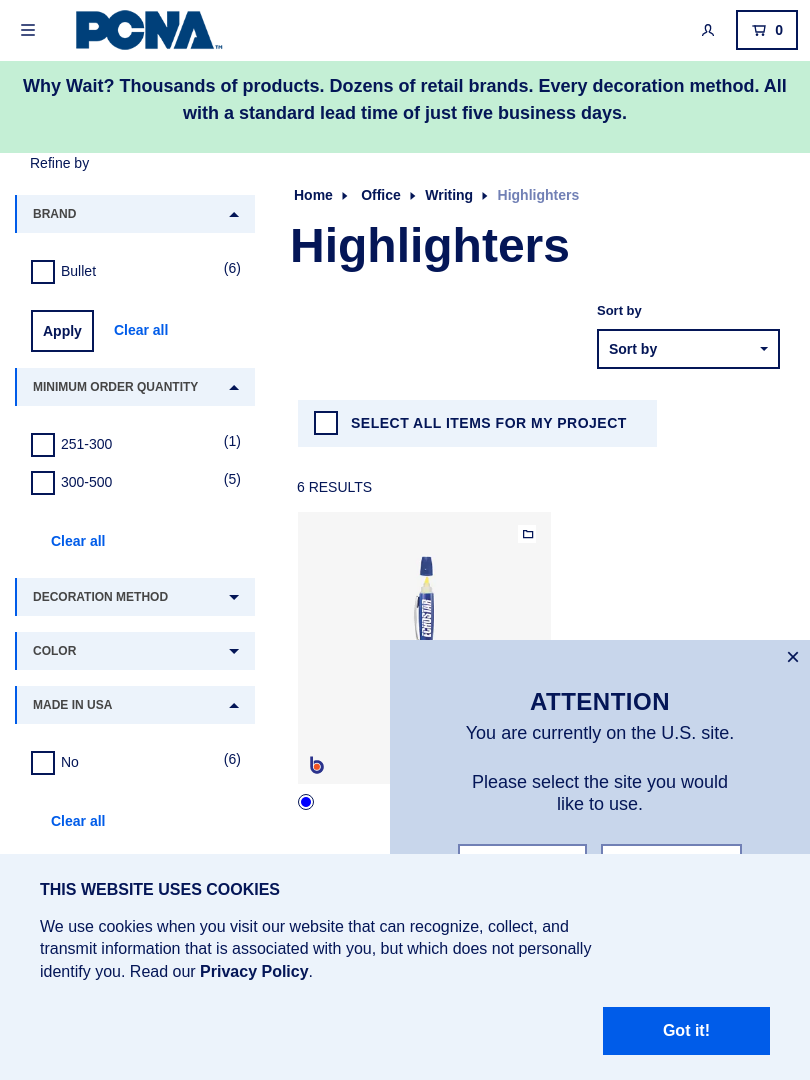 PCNA™
0
Why Wait? Thousands of products. Dozens of retail brands. Every decoration method. All
with a standard lead time of just five business days.
Refine by
BRAND
Bullet
(6)
Apply
Clear all
MINIMUM ORDER QUANTITY
251-300
(1)
300-500
(5)
Clear all
DECORATION METHOD
COLOR
MADE IN USA
No
(6)
Clear all
Home
Office
Writing
Highlighters
Highlighters
Sort by
Sort by
SELECT ALL ITEMS FOR MY PROJECT
6 RESULTS
ECHOSTAR
b
ATTENTION
You are currently on the U.S. site.
Please select the site you would
like to use.
THIS WEBSITE USES COOKIES
We use cookies when you visit our website that can recognize, collect, and
transmit information that is associated with you, but which does not personally
identify you. Read our Privacy Policy.
Got it!